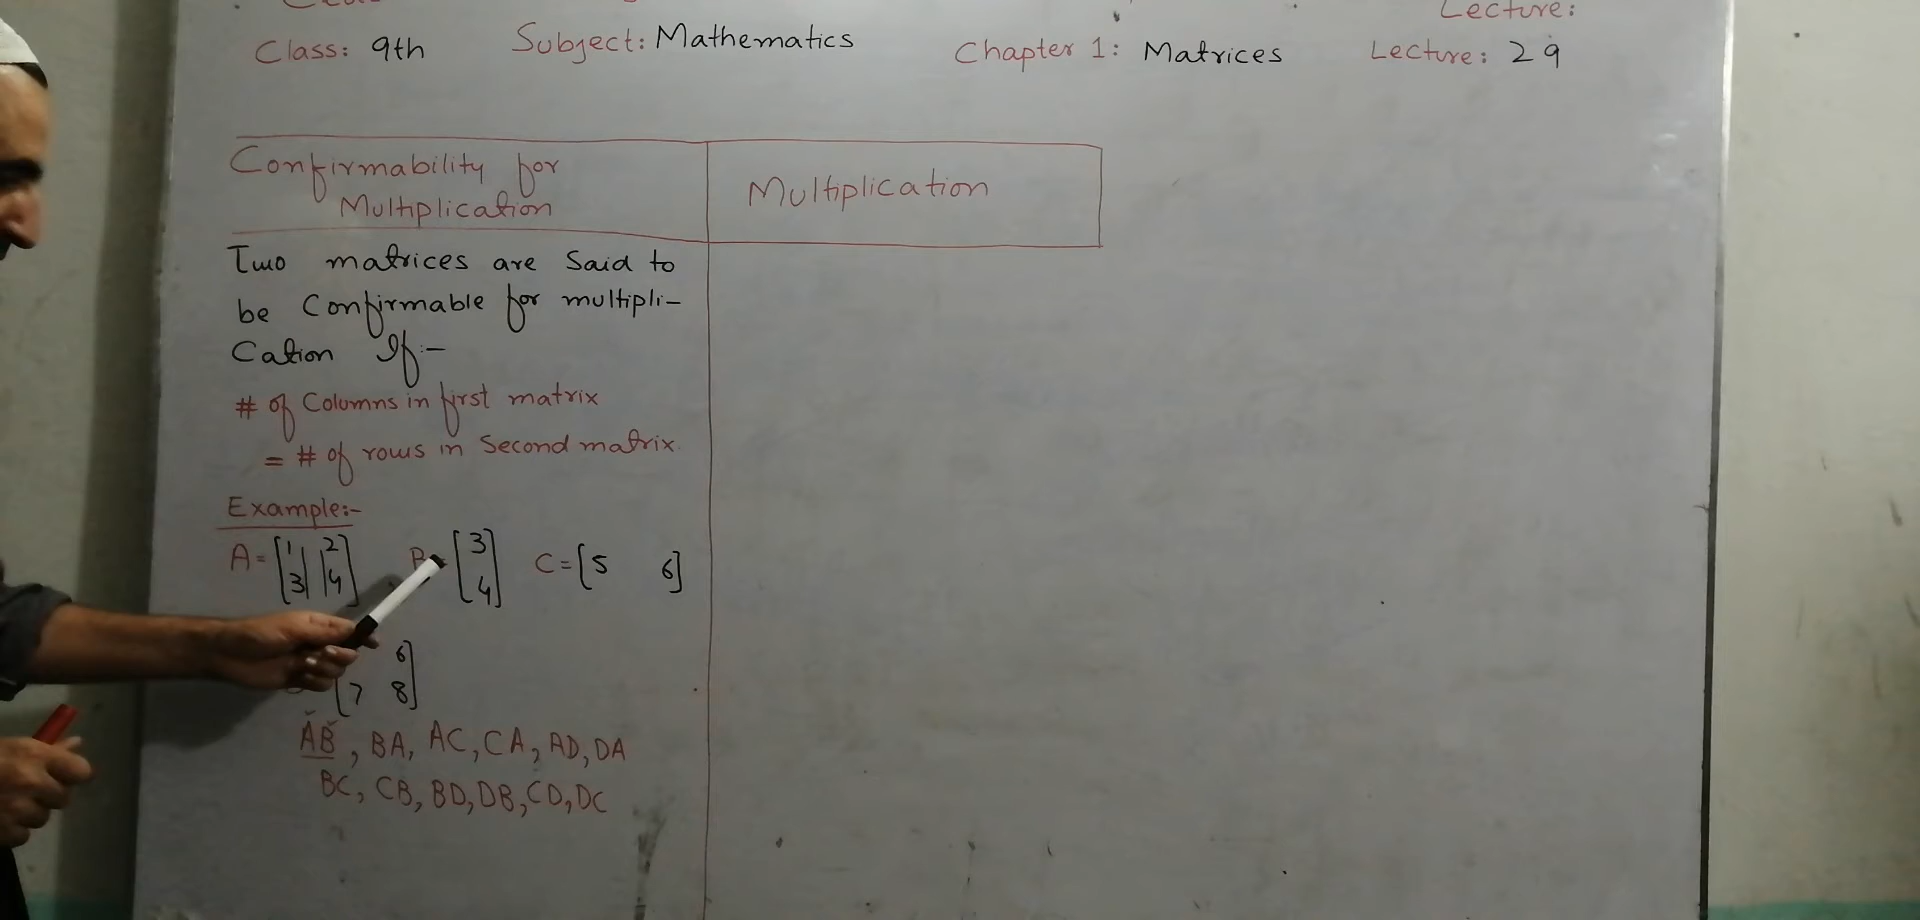 Lecture:
Class: 9th Subject: Mathematics Chapter 1: Matrices Lecture: 29
Confirmability for
Multiplication
Multiplication
Two matrices are Said to
be Confirmable for multipli-
Cation If:-
# of Columns in first matrix
= # of rows in Second matrix.
Example:-
A = [1 2 B [3 C = [5 6]
3 4] 4]
6]
[7 8]
AB, BA, AC, CA, AD, DA
BC, CB, BD, DB, CD, DC